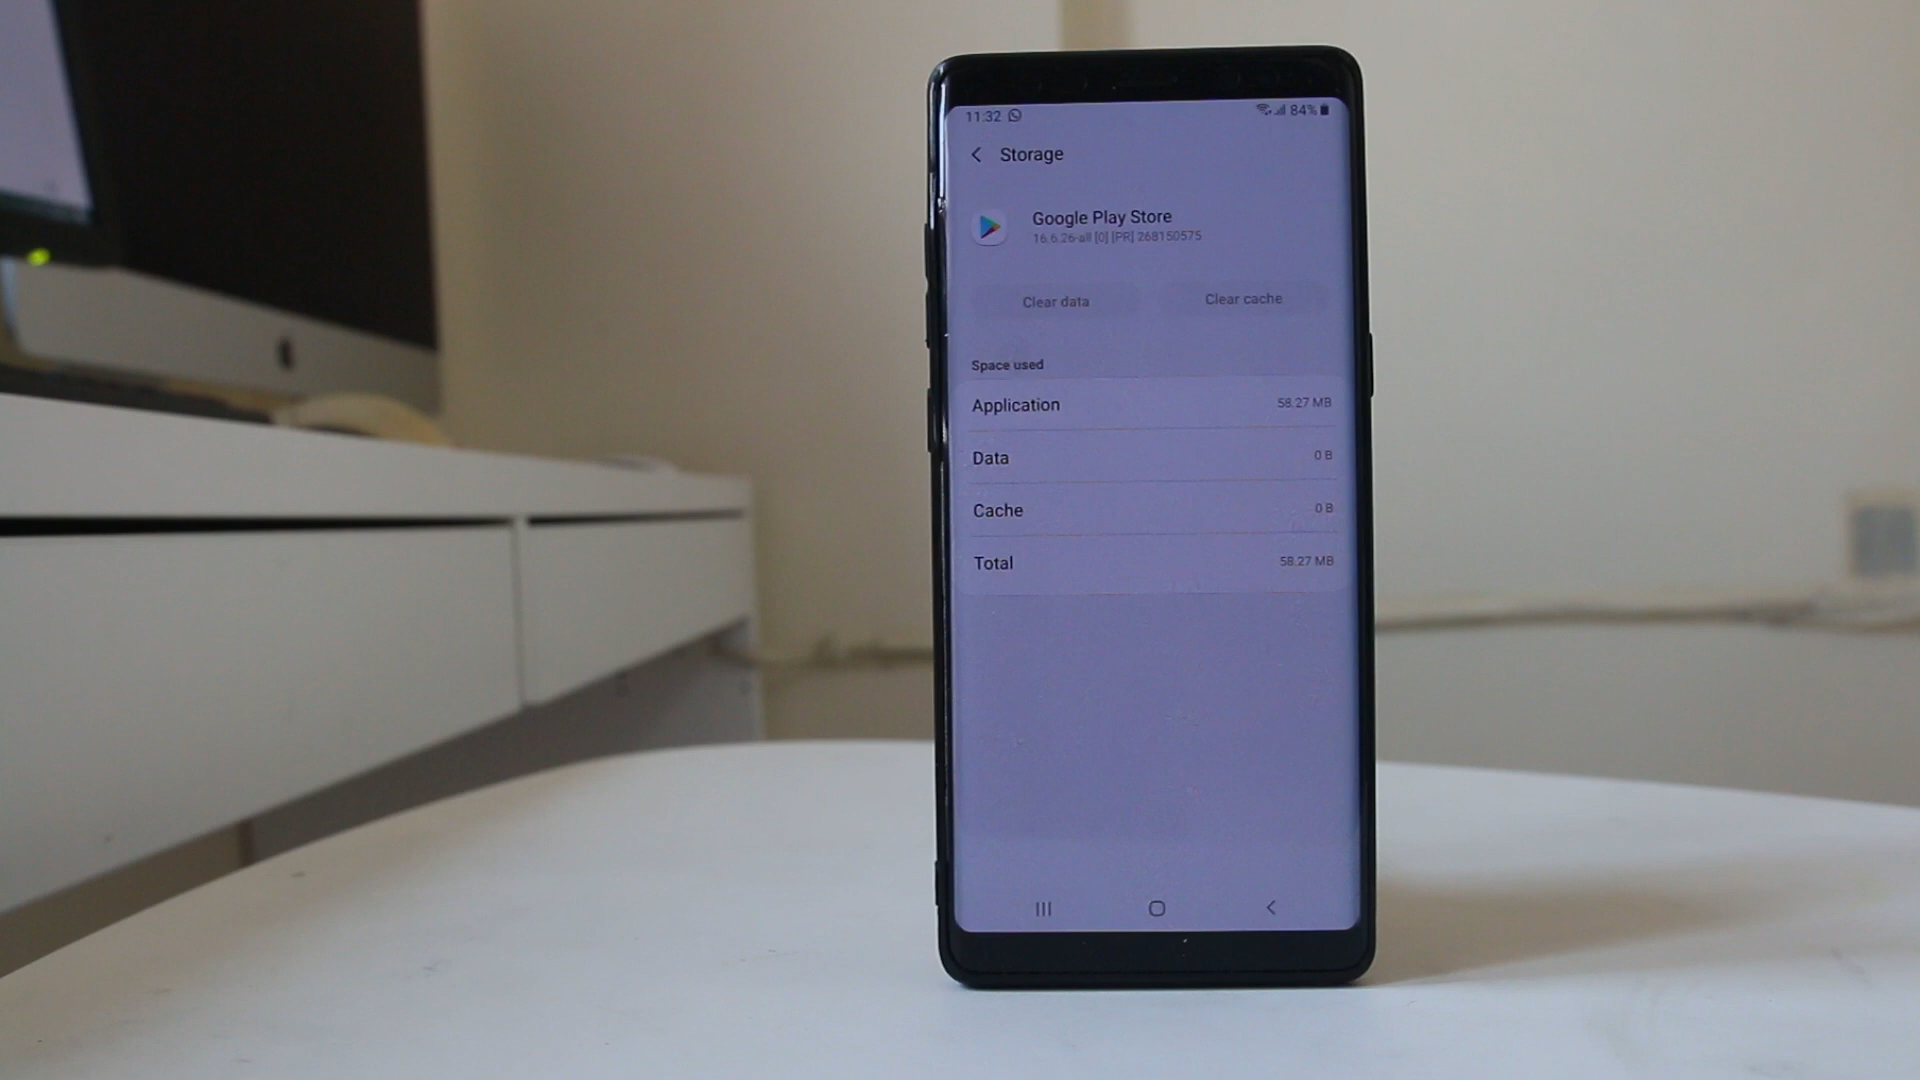 11:32 84%
Storage
Google Play Store
16.6.26-all [0] [PR] 268150575
Clear data Clear cache
Space used
Application 58.27 MB
Data 0 B
Cache 0 B
Total 58.27 MB